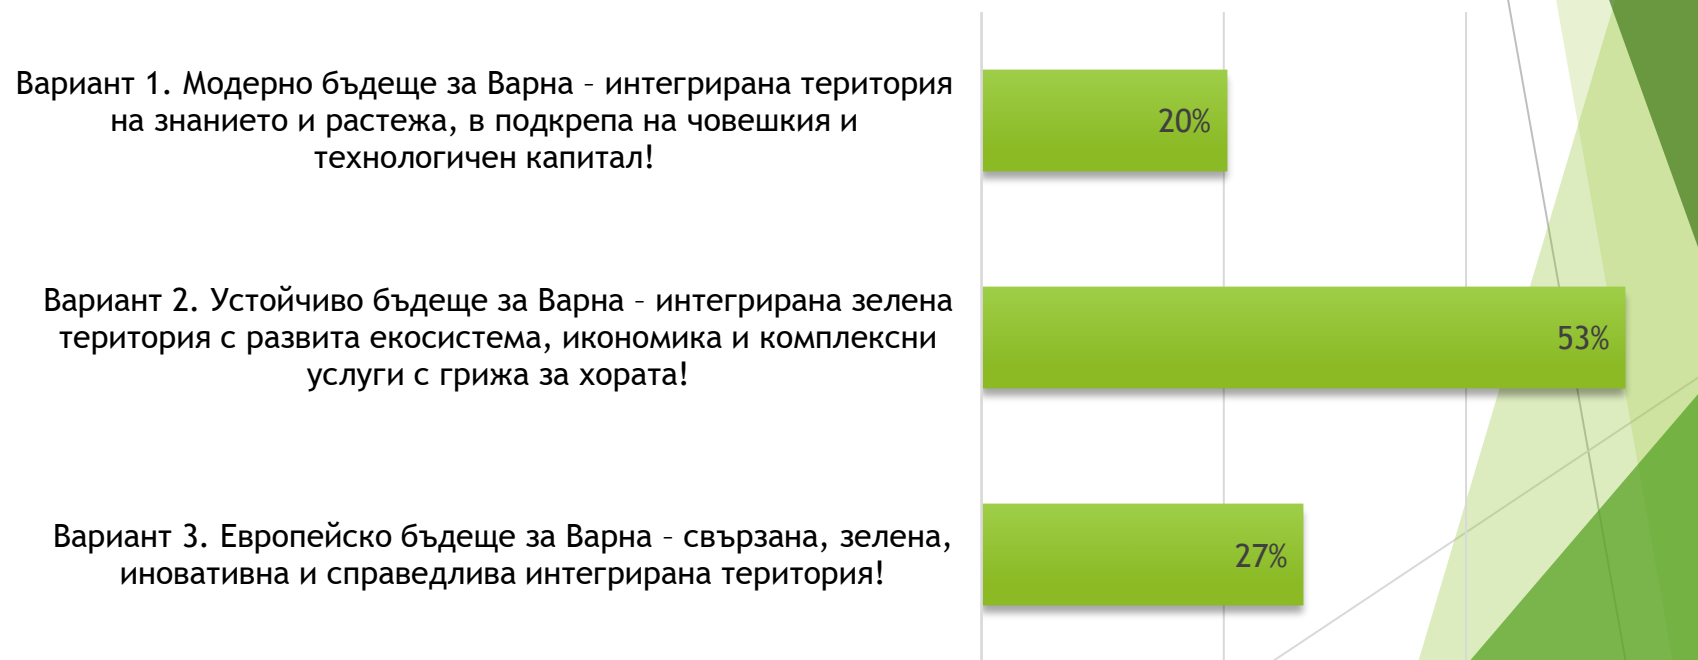 Вариант 1. Модерно бъдеще за Варна – интегрирана територия
на знанието и растежа, в подкрепа на човешкия и
технологичен капитал!
20%
Вариант 2. Устойчиво бъдеще за Варна – интегрирана зелена
територия с развита екосистема, икономика и комплексни
услуги с грижа за хората!
53%
Вариант 3. Европейско бъдеще за Варна – свързана, зелена,
иновативна и справедлива интегрирана територия!
27%